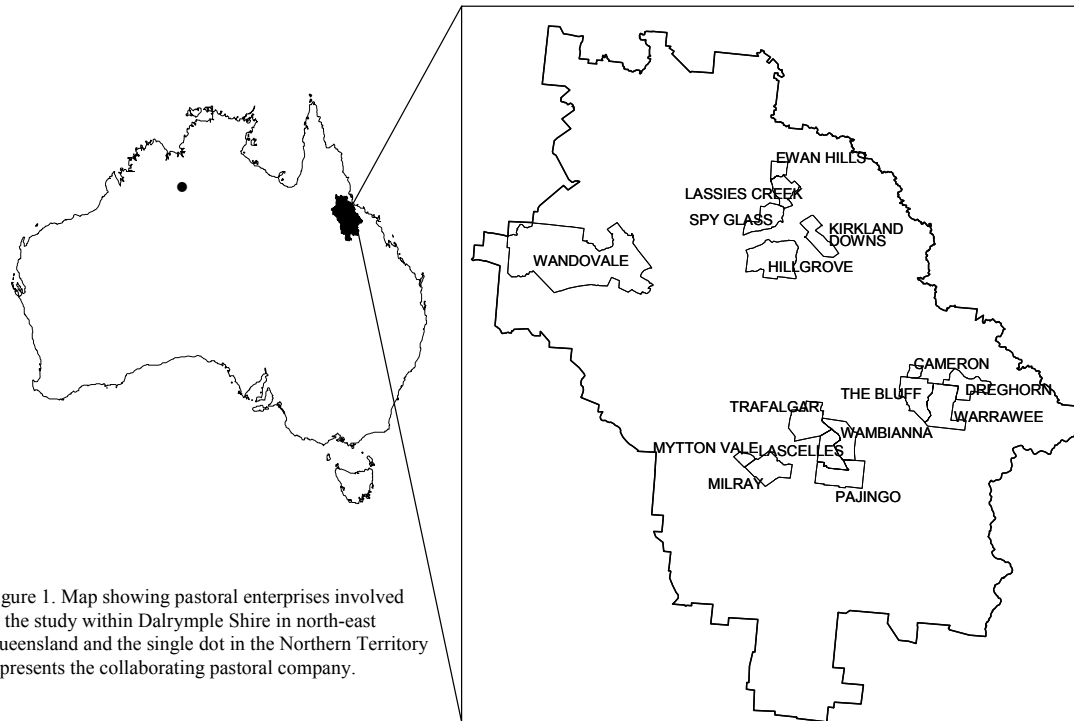 EWAN HILLS
LASSIES CREEK
SPY GLASS
KIRKLAND
DOWNS
WANDOVALE
HILLGROVE
CAMERON
THE BLUFF
DREGHORN
TRAFALGAR
WARRAWEE
WAMBIANNA
MYTTON VALE
LASCELLES
MILRAY
PAJINGO
gure 1. Map showing pastoral enterprises involved
the study within Dalrymple Shire in north-east
ueensland and the single dot in the Northern Territory
presents the collaborating pastoral company.